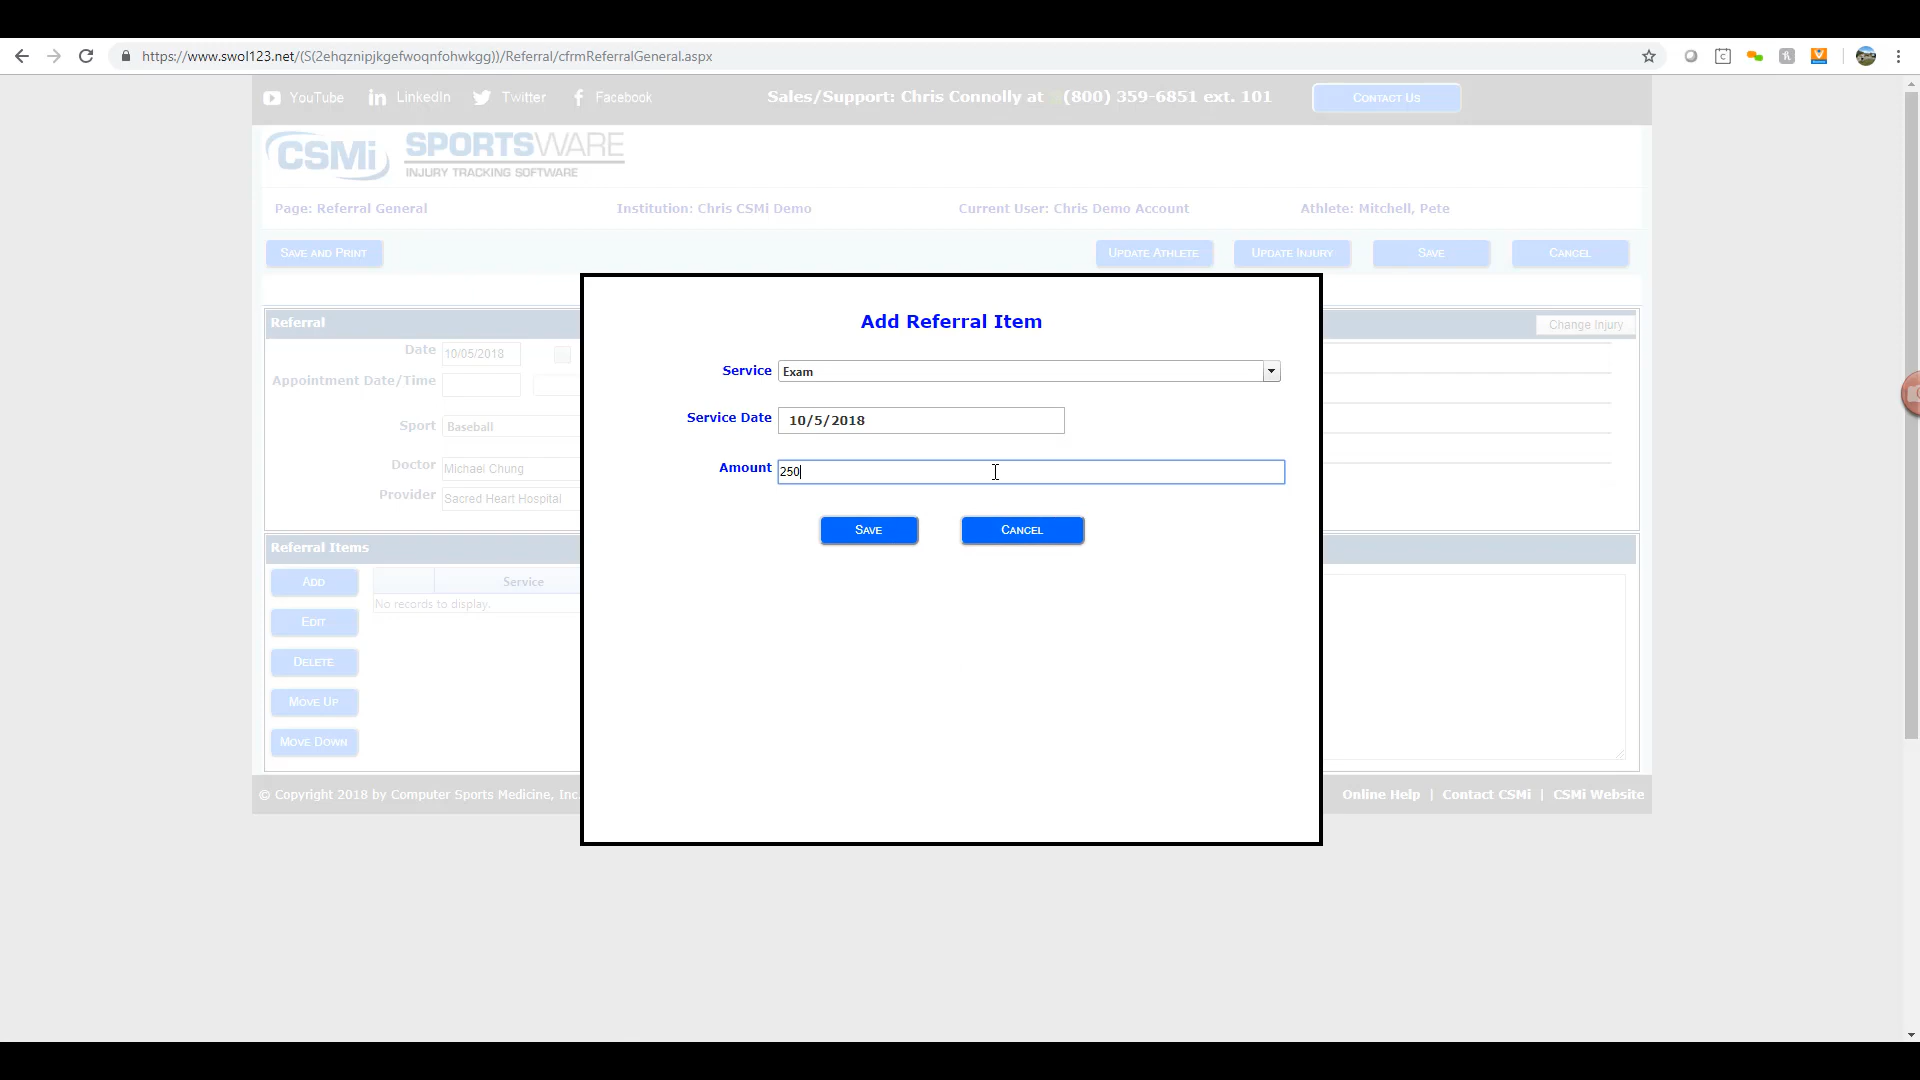 https://www.swol123.net/(S(2ehqznipjkgefwoqnfohwkgg))/Referral/cfrmReferralGeneral.aspx
YouTube LinkedIn Twitter Facebook Sales/Support: Chris Connolly at (800) 359-6851 ext. 101 CONTACT US
CSMi SPORTSWARE
INJURY TRACKING SOFTWARE
Page: Referral General Institution: Chris CSMi Demo Current User: Chris Demo Account Athlete: Mitchell, Pete
SAVE AND PRINT UPDATE ATHLETE UPDATE INJURY SAVE CANCEL
Referral Change Injury
Date 10/05/2018
Appointment Date/Time
Sport Baseball
Doctor Michael Chung
Provider Sacred Heart Hospital
Add Referral Item
Service Exam
Service Date 10/5/2018
Amount 250
SAVE CANCEL
Referral Items
ADD Service
No records to display.
EDIT
DELETE
MOVE UP
MOVE DOWN
© Copyright 2018 by Computer Sports Medicine, Inc. Online Help | Contact CSMi | CSMi Website